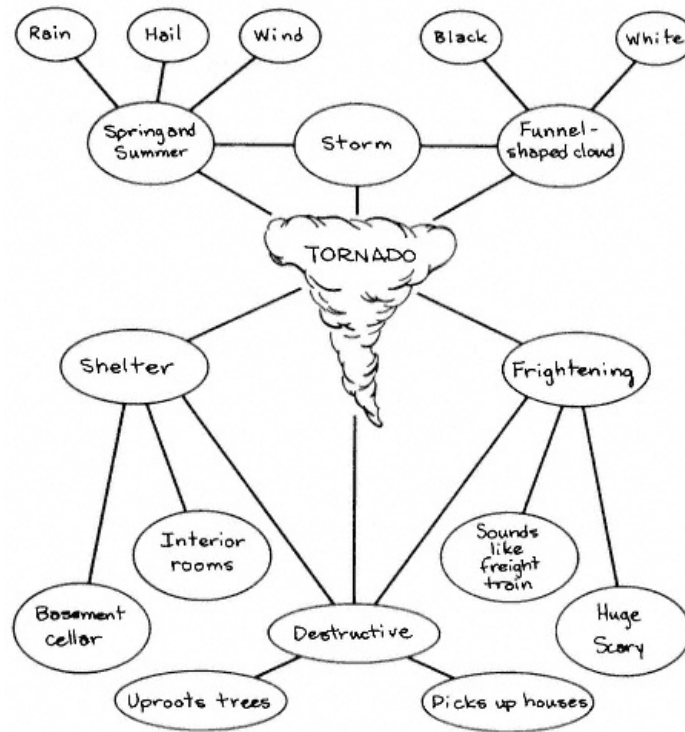 Rain
Hail
Wind
Black
White
Spring and
Summer
Storm
Funnel-
shaped cloud
TORNADO
Shelter
Frightening
Interior
rooms
Sounds
like
freight
train
Basement
cellar
Destructive
Huge
Scary
Uproots trees
Picks up houses